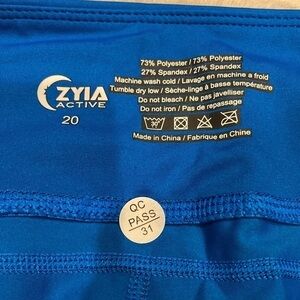 ZYIA
ACTIVE
20
73% Polyester / 73% Polyester
27% Spandex / 27% Spandex
Machine wash cold / Lavage en machine a froid
Tumble dry low / Sèche-linge à basse température
Do not bleach / Ne pas javelliser
Do not iron / Pas de repassage
Made in China / Fabrique en Chine
QC
PASS
31